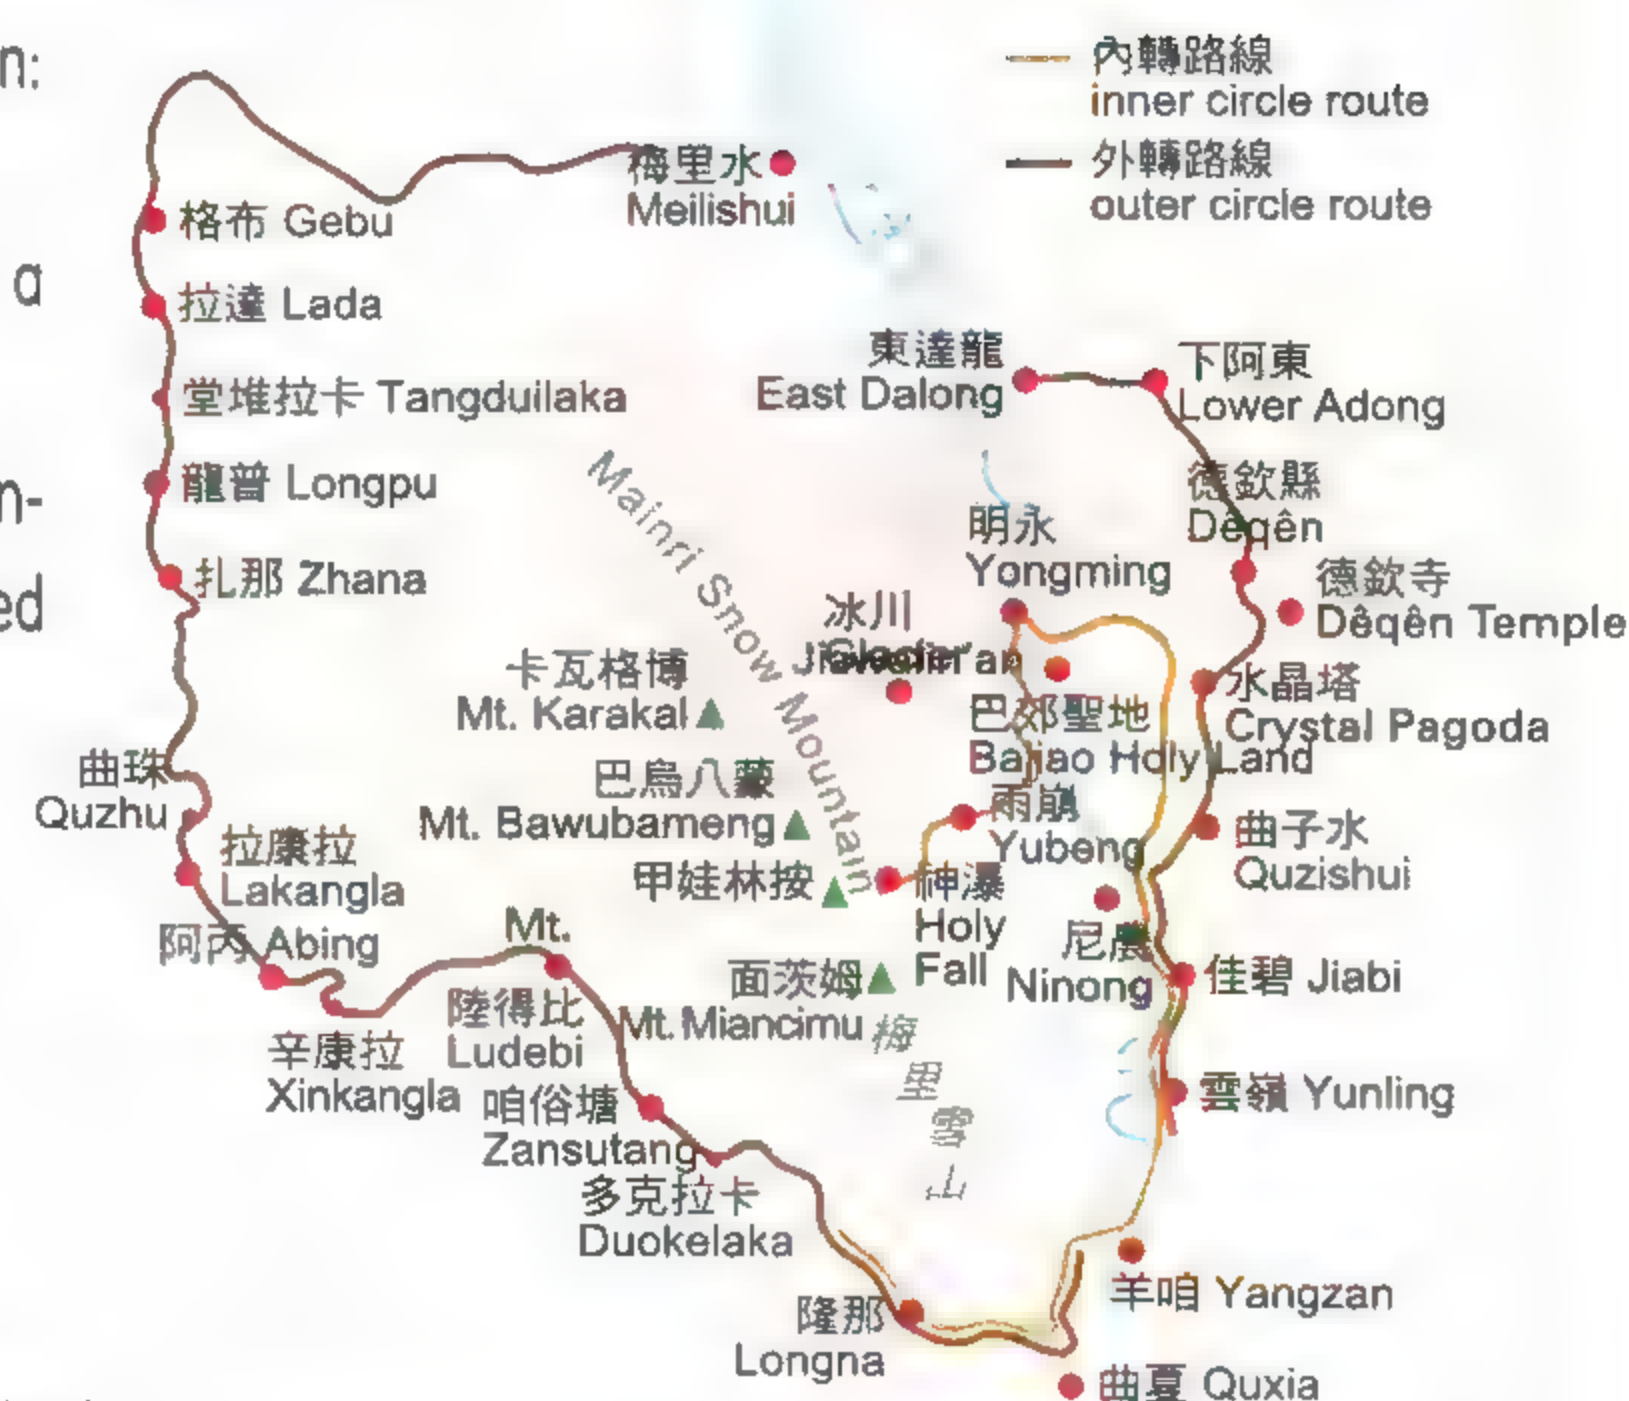 n:
內轉路線
inner circle route
外轉路線
outer circle route
梅里水
Meilishui
格布 Gebu
a
拉達 Lada
東達龍
East Dalong
下阿東
Lower Adong
堂堆拉卡 Tangduilaka
龍普 Longpu
n-
德欽縣
Dêqên
明永
Yongming
扎那 Zhana
ed
德欽寺
Dêqên Temple
冰川
Mainri Snow Mountain
卡瓦格博
Mt. Karakal
水晶塔
Crystal Pagoda
巴郊聖地
Bajiao Holy Land
曲珠
Quzhu
巴烏八蒙
Mt. Bawubameng
雨崩
Yubeng
曲子水
Quzishui
拉康拉
Lakangla
甲娃林按
神瀑
Holy
Fall
阿丙 Abing
Mt.
尼農
Ninong
佳碧 Jiabi
面茨姆
Mt. Miancimu
陸得比
Ludebi
辛康拉
Xinkangla
梅里雪山
咱俗塘
Zansutang
雲嶺 Yunling
多克拉卡
Duokelaka
羊咱 Yangzan
隆那
Longna
曲夏 Quxia